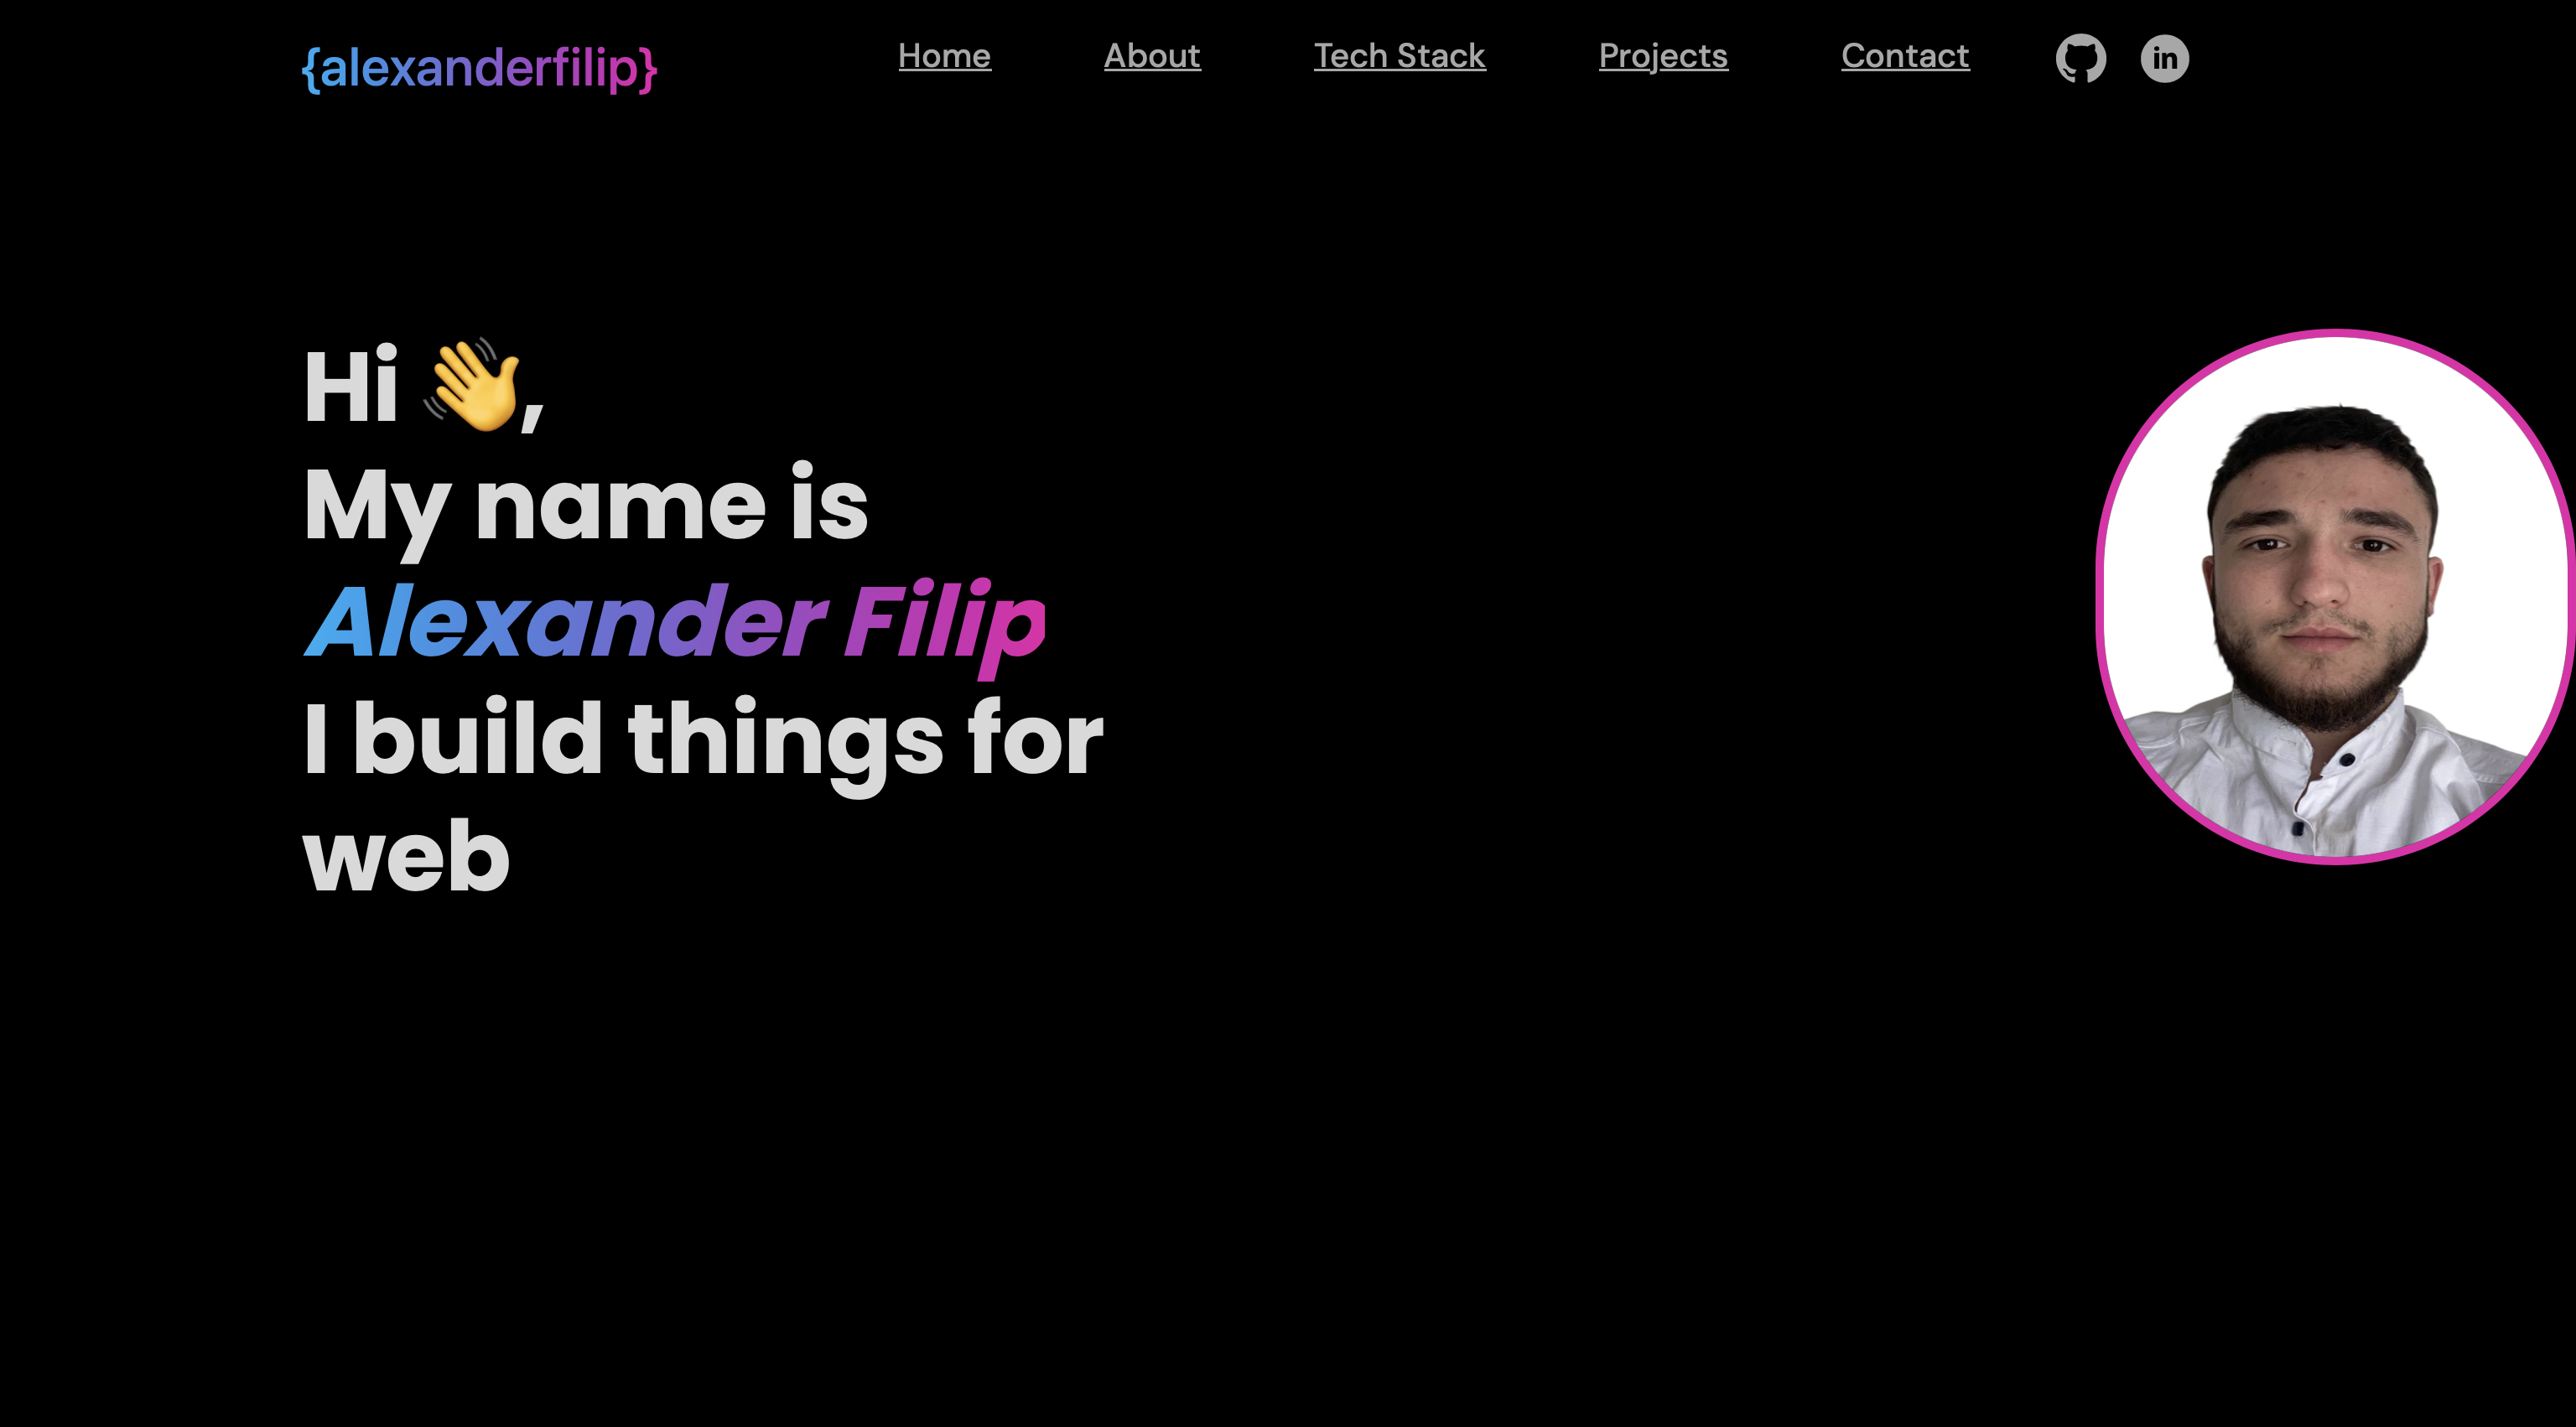 {alexanderfilip}
Home About Tech Stack Projects Contact in
Hi 👋,
My name is
Alexander Filip
I build things for
web